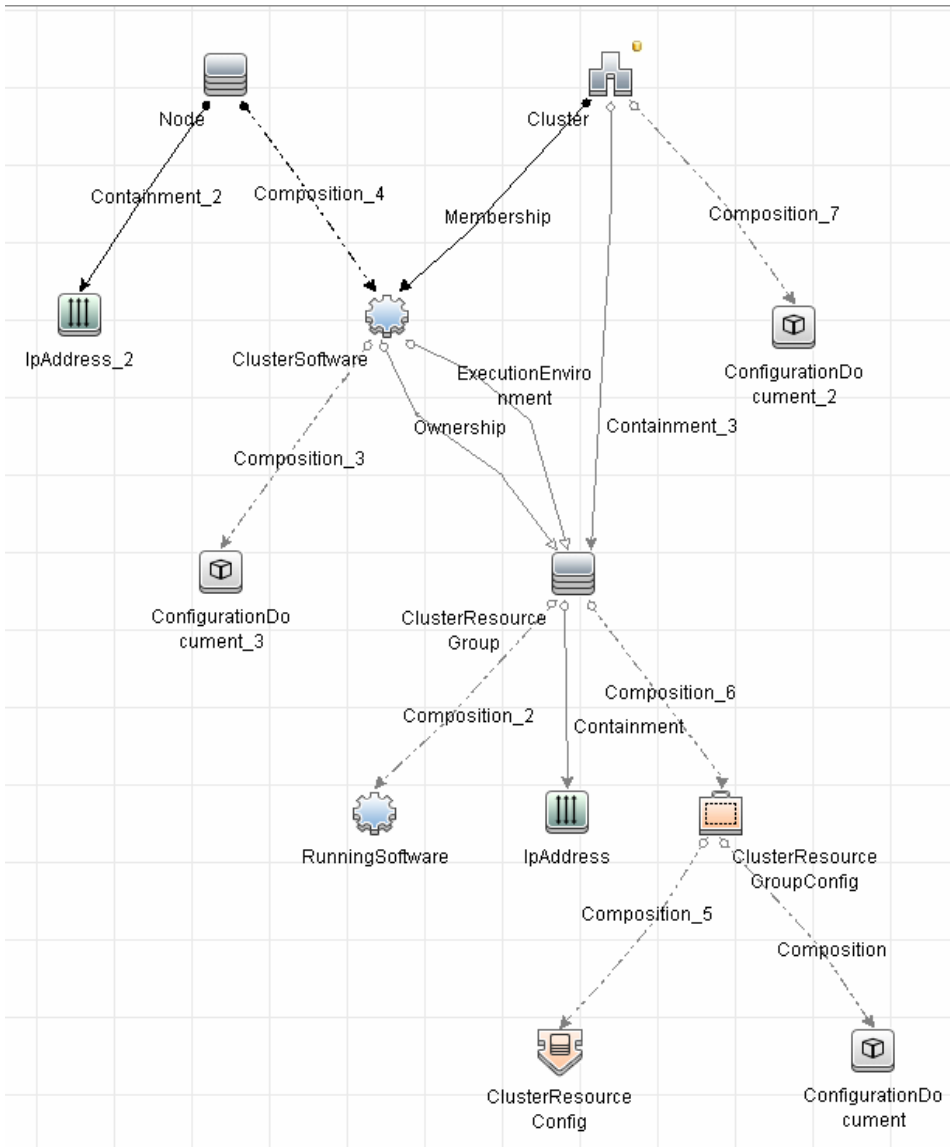 Node
Cluster
Containment_2
Composition_4
Membership
Composition_7
IpAddress_2
ClusterSoftware
ExecutionEnviro
nment
ConfigurationDo
cument_2
Ownership
Containment_3
Composition_3
ConfigurationDo
cument_3
ClusterResource
Group
Composition_6
Composition_2
Containment
RunningSoftware
IpAddress
ClusterResource
GroupConfig
Composition_5
Composition
ClusterResource
Config
ConfigurationDo
cument